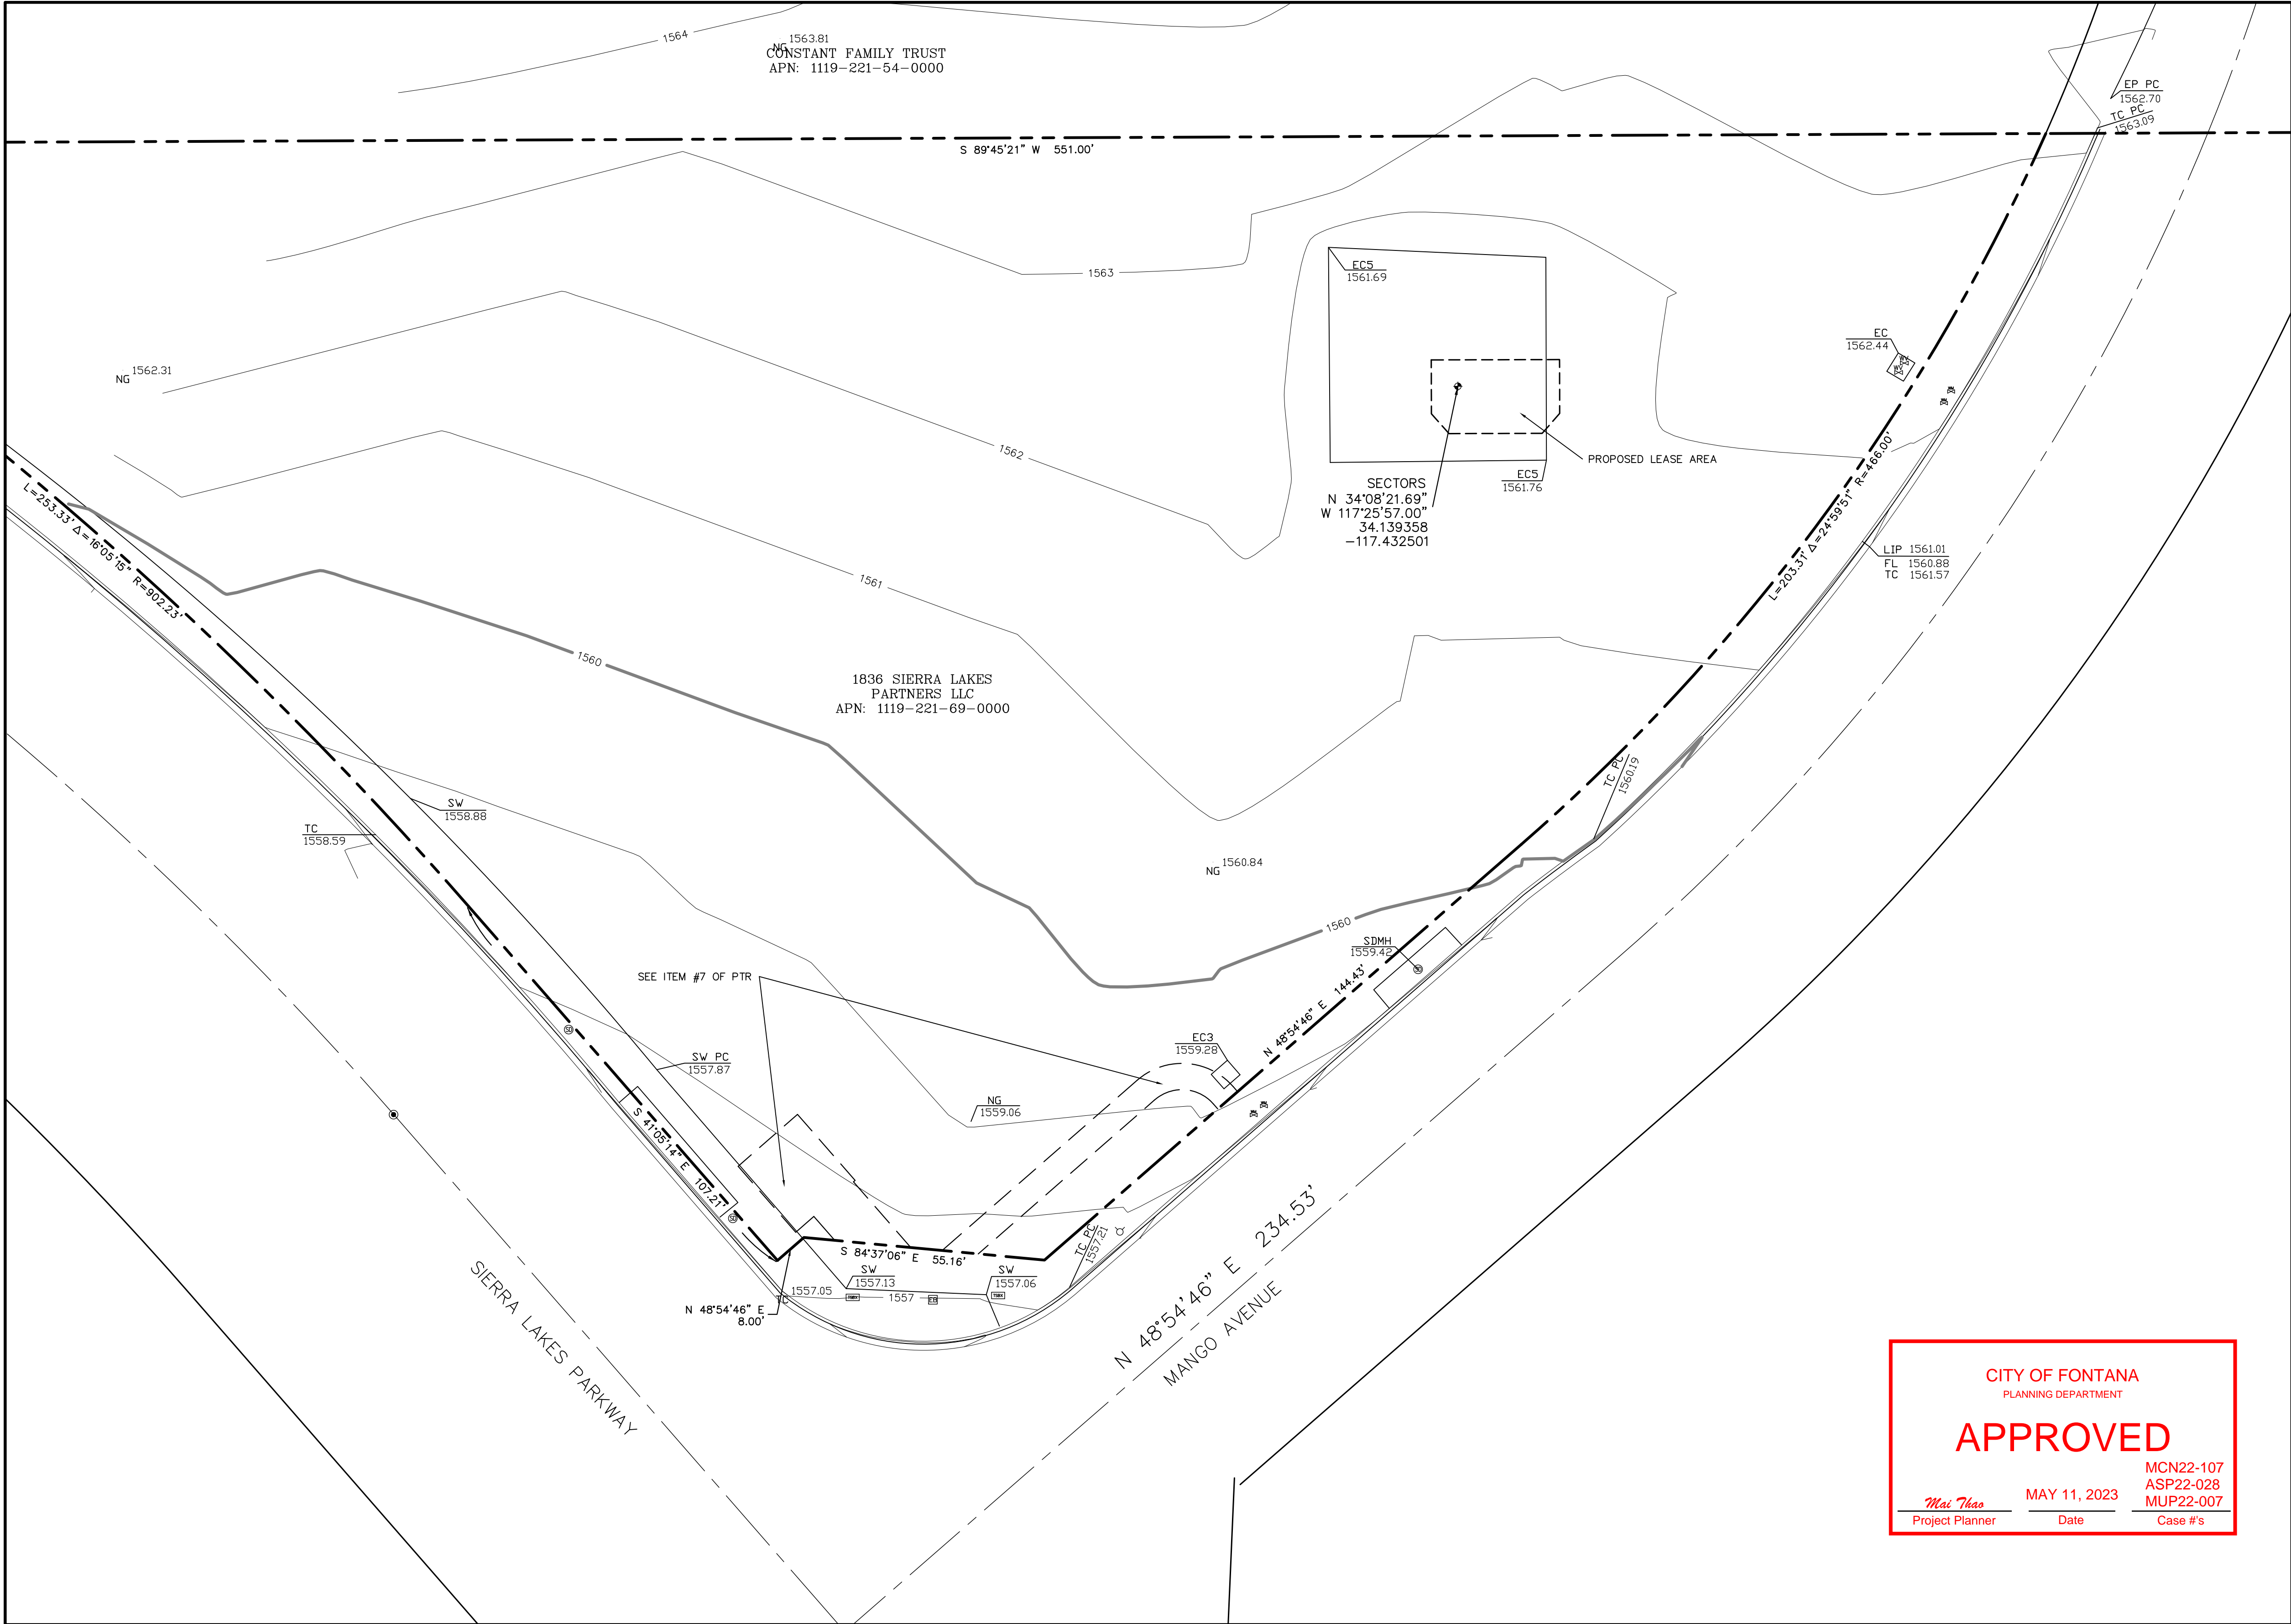 1564
NG 1563.81
CONSTANT FAMILY TRUST
APN: 1119-221-54-0000
EP PC
1562.70
TC PC
1563.09
S 89°45'21" W 551.00'
1563
EC5
1561.69
EC
1562.44
NG 1562.31
1562
PROPOSED LEASE AREA
EC5
1561.76
SECTORS
N 34°08'21.69"
W 117°25'57.00"
34.139358
-117.432501
L=253.33' Δ=16°05'15" R=902.23'
L=203.31' Δ=24°59'51" R=466.00'
LIP 1561.01
FL 1560.88
TC 1561.57
1561
1560
1836 SIERRA LAKES
PARTNERS LLC
APN: 1119-221-69-0000
TC PC
1560.19
SW
1558.88
TC
1558.59
NG 1560.84
1560
SDMH
1559.42
SD
SEE ITEM #7 OF PTR
N 48°54'46" E 144.43'
SD
EC3
1559.28
SW PC
1557.87
NG
1559.06
S 41°05'14" E 107.21'
SD
TC PC
1557.21
S 84°37'06" E 55.16'
SW
1557.13
SW
1557.06
TC 1557.05
1557
EB
N 48°54'46" E
8.00'
N 48°54'46" E 234.53'
MANGO AVENUE
SIERRA LAKES PARKWAY
CITY OF FONTANA
PLANNING DEPARTMENT
APPROVED
MCN22-107
ASP22-028
MUP22-007
Mai Thao
MAY 11, 2023
Project Planner
Date
Case #'s